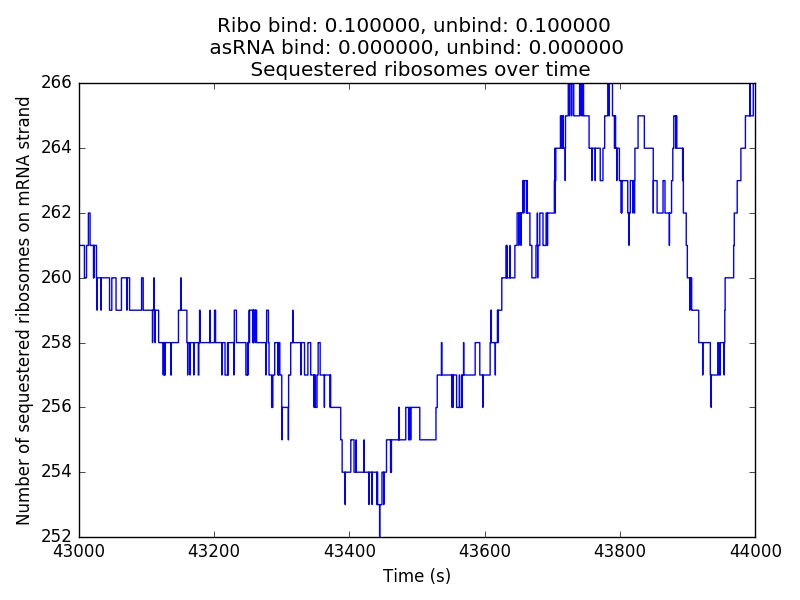 Ribo bind: 0.100000, unbind: 0.100000
asRNA bind: 0.000000, unbind: 0.000000
Sequestered ribosomes over time
Number of sequestered ribosomes on mRNA strand
266
264
262
260
258
256
254
252
43000 43200 43400 43600 43800 44000
Time (s)